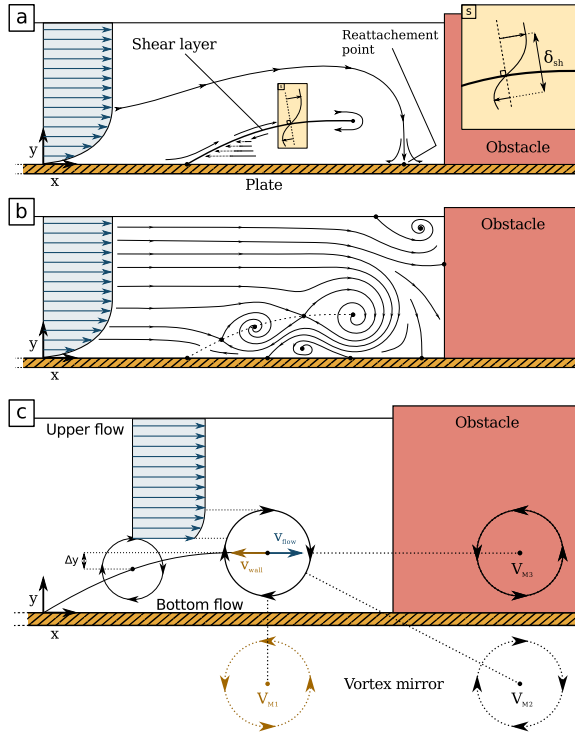 a
Shear layer
Reattachement
point
s
s
δsh
Obstacle
y
x
Plate
b
Obstacle
y
x
c
Upper flow
Obstacle
Δy
vflow
vwall
VM3
y
Bottom flow
x
Vortex mirror
VM1
VM2